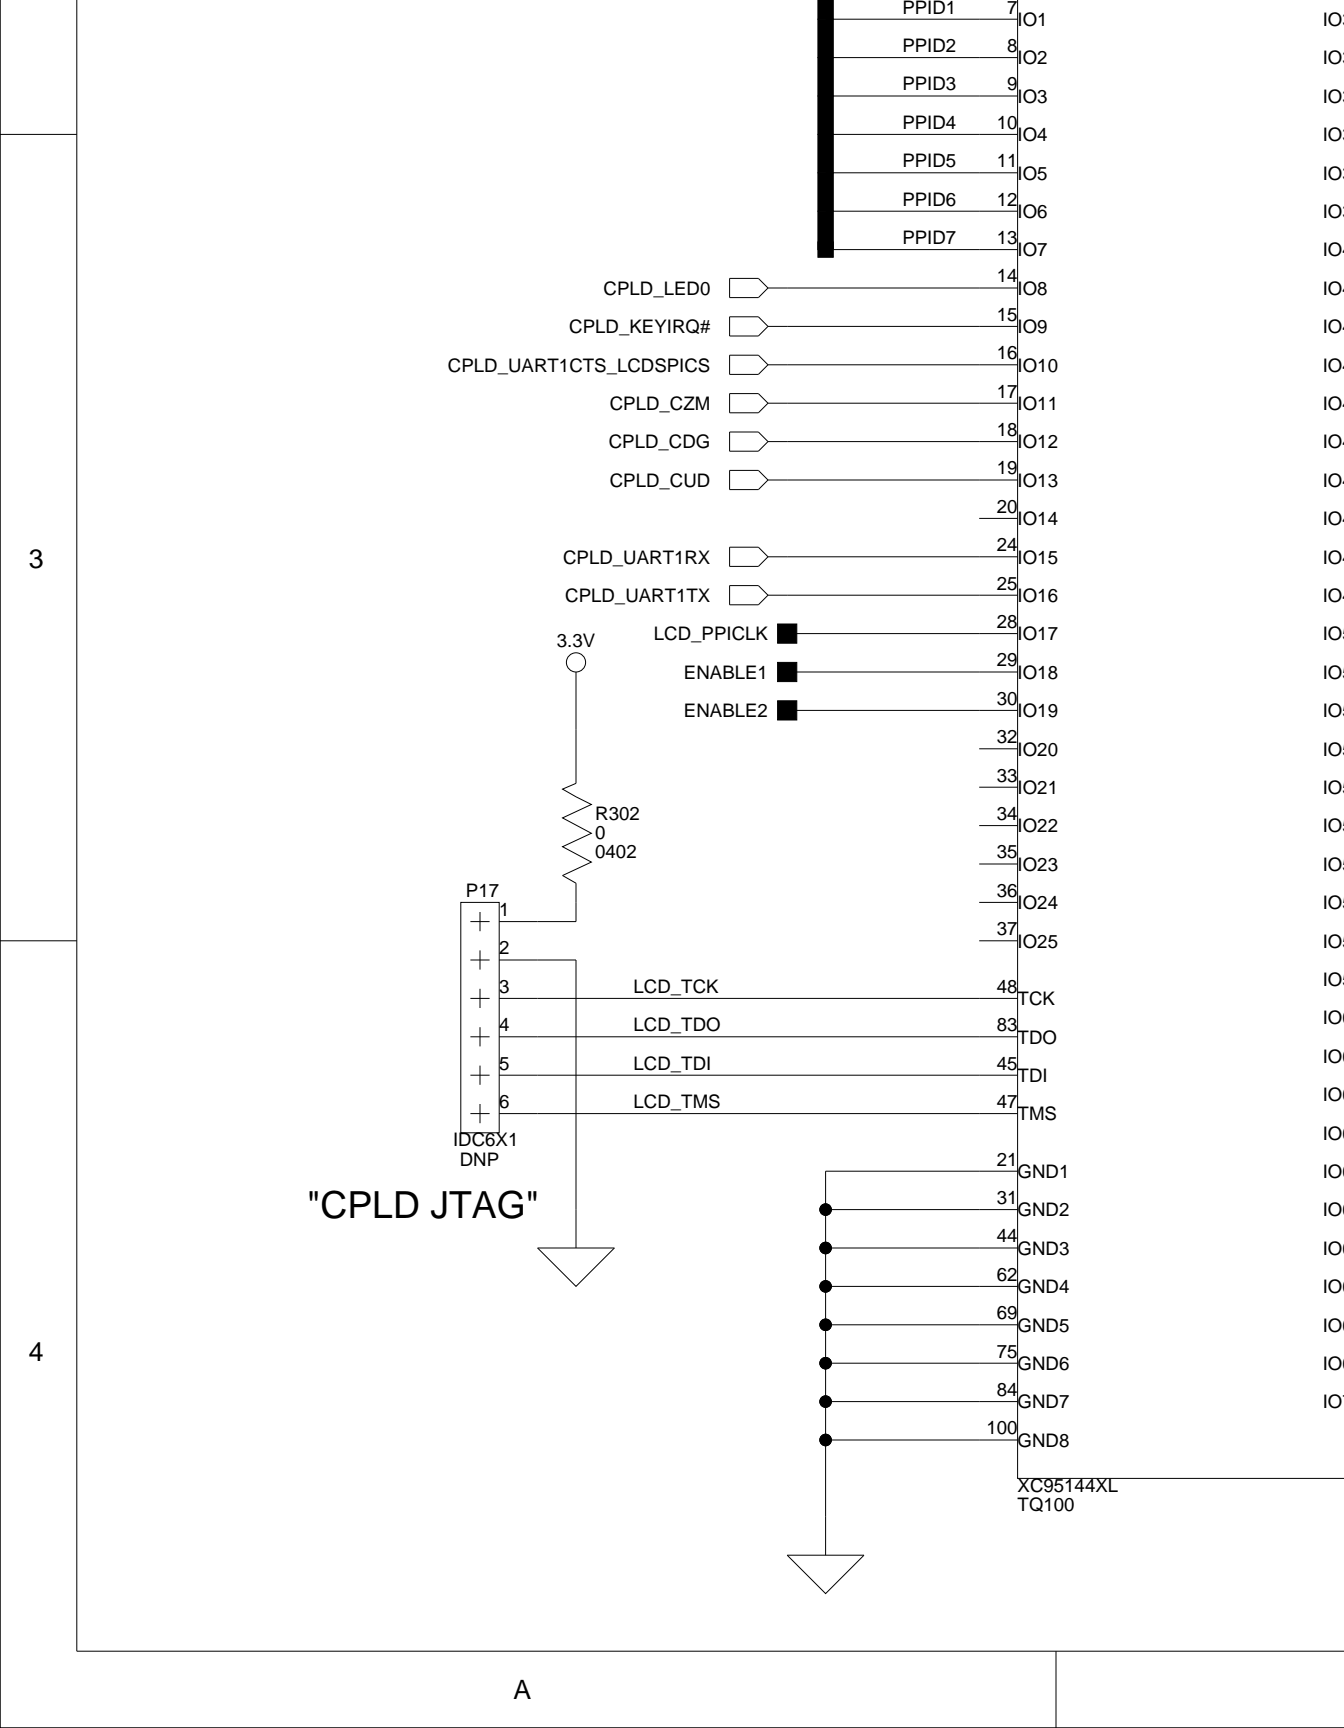 PPID1 7 IO1
PPID2 8 IO2
PPID3 9 IO3
PPID4 10 IO4
PPID5 11 IO5
PPID6 12 IO6
PPID7 13 IO7
CPLD_LED0 14 IO8
CPLD_KEYIRQ# 15 IO9
CPLD_UART1CTS_LCDSPICS 16 IO10
CPLD_CZM 17 IO11
CPLD_CDG 18 IO12
CPLD_CUD 19 IO13
20 IO14
3
CPLD_UART1RX 24 IO15
CPLD_UART1TX 25 IO16
LCD_PPICLK 28 IO17
3.3V
ENABLE1 29 IO18
ENABLE2 30 IO19
32 IO20
33 IO21
R302
0
0402
34 IO22
35 IO23
36 IO24
37 IO25
P17
1
2
3 LCD_TCK 48 TCK
4 LCD_TDO 83 TDO
5 LCD_TDI 45 TDI
6 LCD_TMS 47 TMS
IDC6X1
DNP
"CPLD JTAG"
21 GND1
31 GND2
44 GND3
62 GND4
69 GND5
75 GND6
84 GND7
100 GND8
4
XC95144XL
TQ100
A